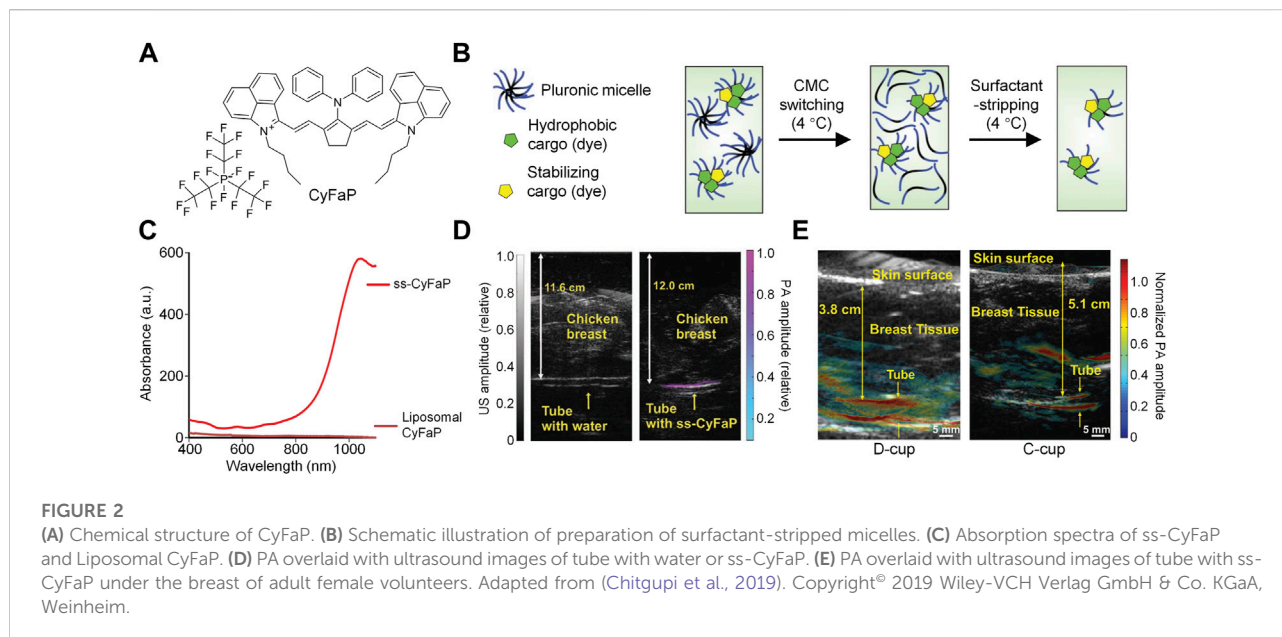 A
N
N
+
N
F
F
F
F
F
F
F
P-
F
F
F
F
F
F
F
F
F
F
F
CyFaP
B
Pluronic micelle
Hydrophobic
cargo (dye)
Stabilizing
cargo (dye)
CMC
switching
(4 °C)
Surfactant
-stripping
(4 °C)
C
Absorbance (a.u.)
600
400
200
0
400
600
800
1000
Wavelength (nm)
ss-CyFaP
Liposomal
CyFaP
D
US amplitude (relative)
1.0
0.8
0.6
0.4
0.2
0
11.6 cm
Chicken
breast
Tube
with water
12.0 cm
Chicken
breast
Tube
with ss-CyFaP
1.0
0.8
0.6
0.4
0.2
PA amplitude
(relative)
E
Skin surface
3.8 cm
Breast Tissue
Tube
5 mm
D-cup
Skin surface
5.1 cm
Breast Tissue
Tube
5 mm
C-cup
1.0
0.8
0.6
0.4
0.2
0
Normalized PA amplitude
FIGURE 2
(A) Chemical structure of CyFaP. (B) Schematic illustration of preparation of surfactant-stripped micelles. (C) Absorption spectra of ss-CyFaP
and Liposomal CyFaP. (D) PA overlaid with ultrasound images of tube with water or ss-CyFaP. (E) PA overlaid with ultrasound images of tube with ss-
CyFaP under the breast of adult female volunteers. Adapted from (Chitgupi et al., 2019). Copyright© 2019 Wiley-VCH Verlag GmbH & Co. KGaA,
Weinheim.